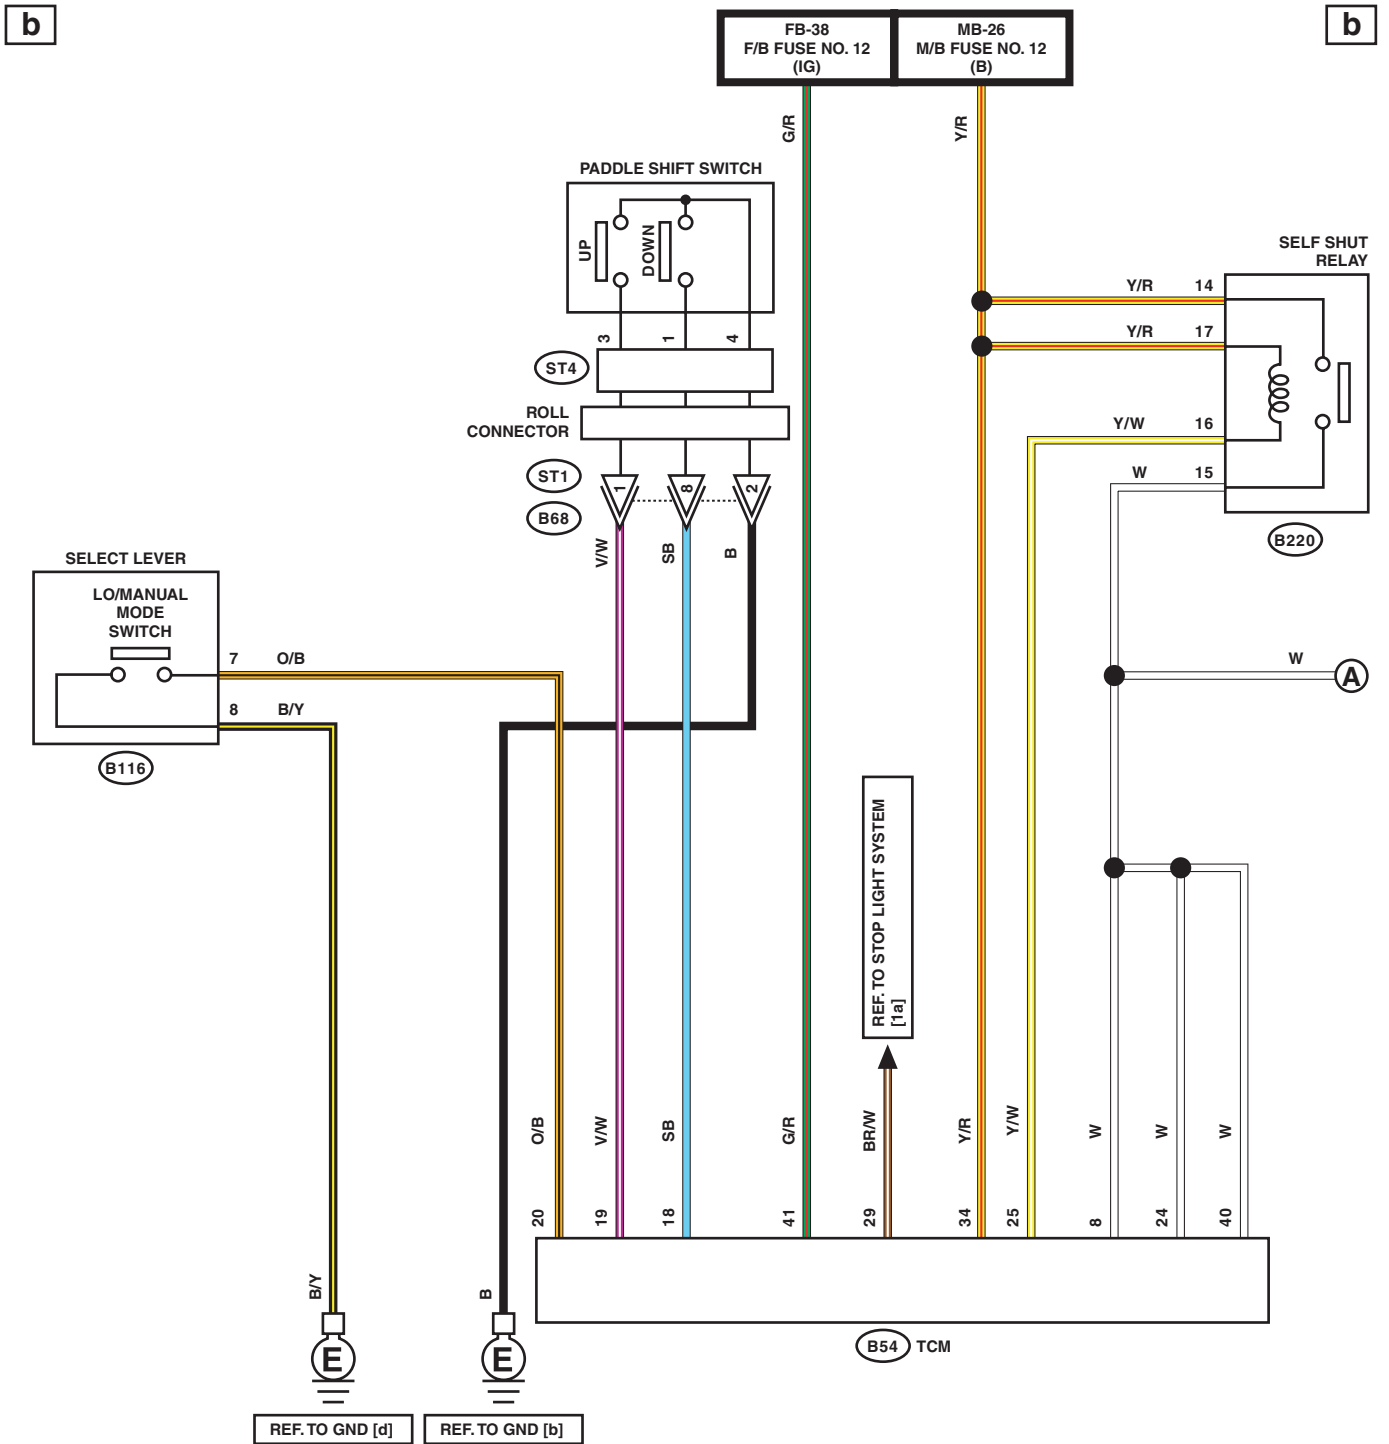 b
b
FB-38
F/B FUSE NO. 12
(IG)
MB-26
M/B FUSE NO. 12
(B)
G/R
Y/R
PADDLE SHIFT SWITCH
UP
DOWN
SELF SHUT
RELAY
Y/R 14
Y/R 17
Y/W 16
W 15
B220
3
1
4
ST4
ROLL
CONNECTOR
ST1
1
8
2
B68
V/W
SB
B
SELECT LEVER
LO/MANUAL
MODE
SWITCH
7 O/B
8 B/Y
B116
W
A
REF. TO STOP LIGHT SYSTEM
[1a]
O/B
V/W
SB
G/R
BR/W
Y/R
Y/W
W
W
W
20
19
18
41
29
34
25
8
24
40
B/Y
B
B54 TCM
E
E
REF. TO GND [d]
REF. TO GND [b]